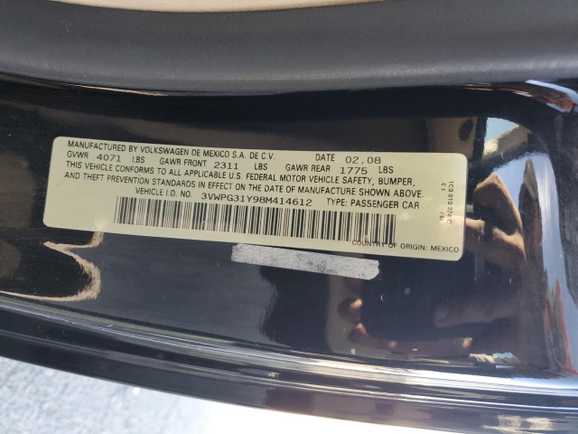 MANUFACTURED BY VOLKSWAGEN DE MEXICO S.A. DE C.V. DATE 02.08
GVWR 4071 LBS GAWR FRONT 2311 LBS GAWR REAR 1775 LBS
THIS VEHICLE CONFORMS TO ALL APPLICABLE U.S. FEDERAL MOTOR VEHICLE SAFETY, BUMPER,
AND THEFT PREVENTION STANDARDS IN EFFECT ON THE DATE OF MANUFACTURE SHOWN ABOVE
VEHICLE I.D. NO. 3VWPG31Y98M414612 TYPE: PASSENGER CAR
COUNTRY OF ORIGIN: MEXICO